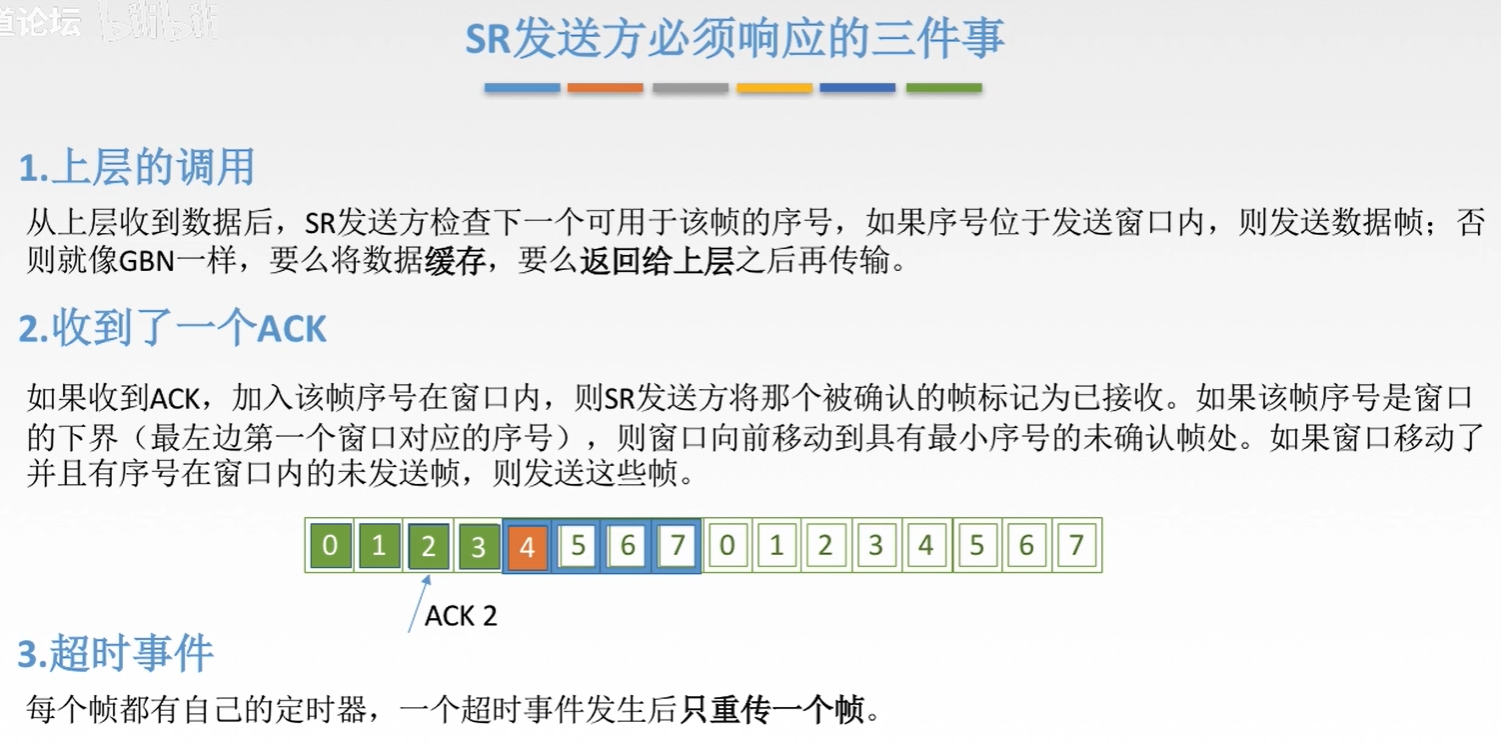 道论坛 bilibili
SR发送方必须响应的三件事
1.上层的调用
从上层收到数据后，SR发送方检查下一个可用于该帧的序号，如果序号位于发送窗口内，则发送数据帧；否
则就像GBN一样，要么将数据缓存，要么返回给上层之后再传输。
2.收到了一个ACK
如果收到ACK，加入该帧序号在窗口内，则SR发送方将那个被确认的帧标记为已接收。如果该帧序号是窗口
的下界（最左边第一个窗口对应的序号），则窗口向前移动到具有最小序号的未确认帧处。如果窗口移动了
并且有序号在窗口内的未发送帧，则发送这些帧。
0 1 2 3 4 5 6 7 0 1 2 3 4 5 6 7
ACK 2
3.超时事件
每个帧都有自己的定时器，一个超时事件发生后只重传一个帧。